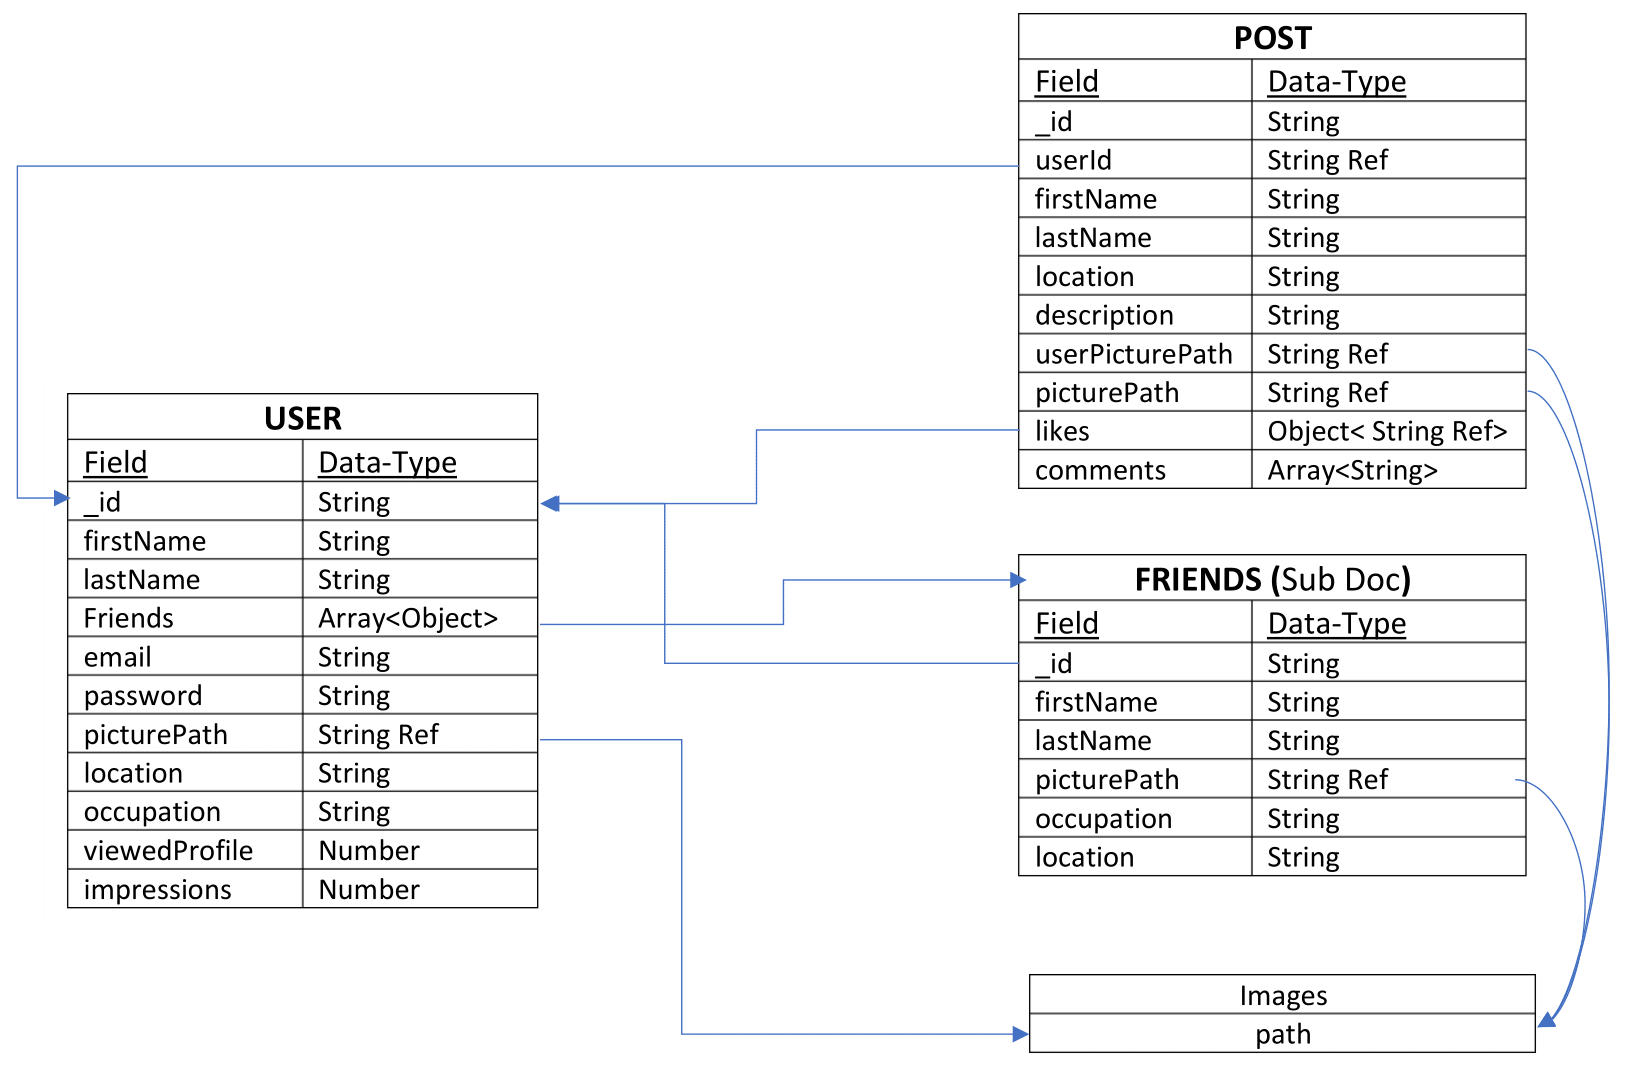 POST
Field Data-Type
_id String
userId String Ref
firstName String
lastName String
location String
description String
userPicturePath String Ref
picturePath String Ref
likes Object< String Ref>
comments Array<String>
USER
Field Data-Type
_id String
firstName String
lastName String
Friends Array<Object>
email String
password String
picturePath String Ref
location String
occupation String
viewedProfile Number
impressions Number
FRIENDS (Sub Doc)
Field Data-Type
_id String
firstName String
lastName String
picturePath String Ref
occupation String
location String
Images
path